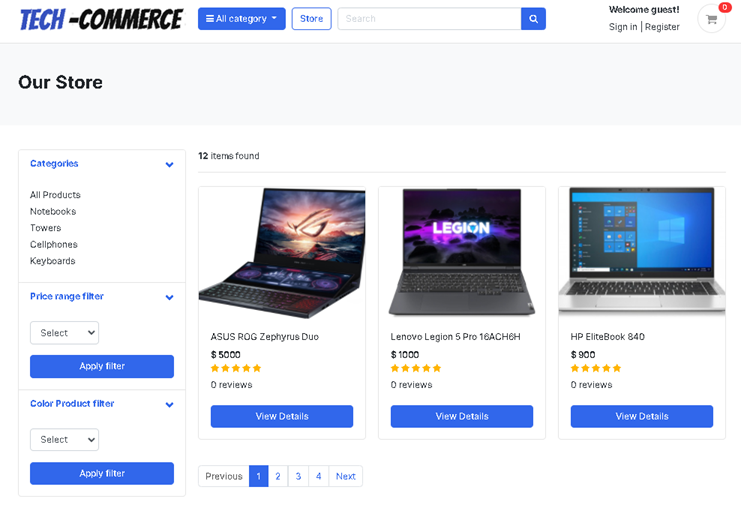 TECH-COMMERCE
All category
Store
Search
Welcome guest!
Sign in | Register
0
Our Store
Categories
All Products
Notebooks
Towers
Cellphones
Keyboards
Price range filter
Select
Apply filter
Color Product filter
Select
Apply filter
12 items found
LEGION
ASUS ROG Zephyrus Duo
$ 5000
0 reviews
View Details
Lenovo Legion 5 Pro 16ACH6H
$ 1000
0 reviews
View Details
HP EliteBook 840
$ 900
0 reviews
View Details
Previous 1 2 3 4 Next